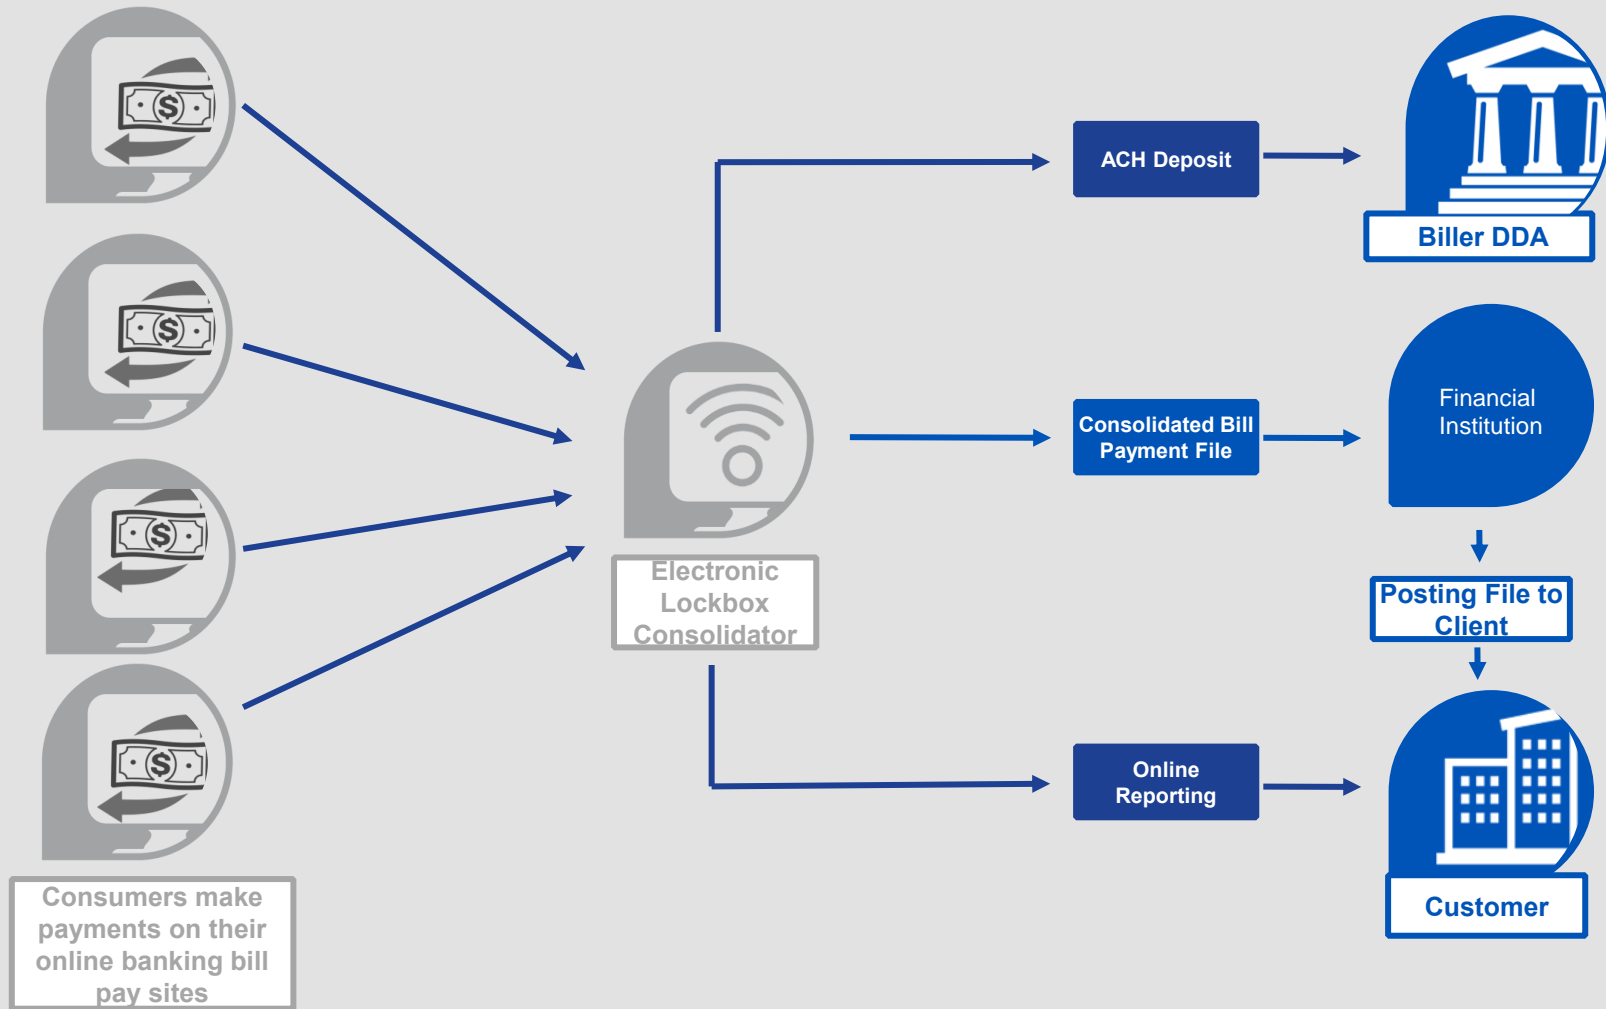 ACH Deposit
Biller DDA
Financial
Institution
Consolidated Bill
Payment File
Electronic
Lockbox
Consolidator
Posting File to
Client
Online
Reporting
Consumers make
payments on their
online banking bill
pay sites
Customer
$
$
$
$